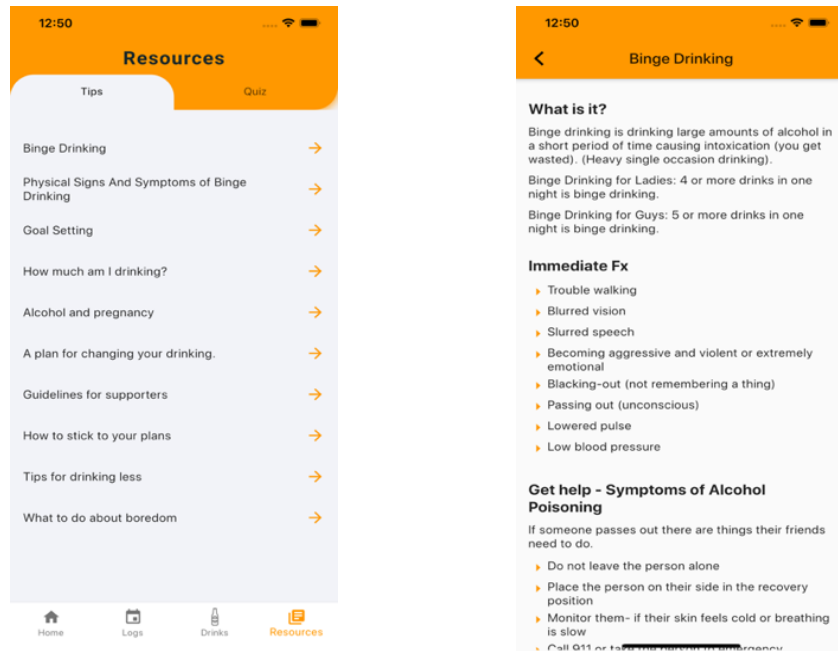 12:50
Resources
Tips
Quiz
Binge Drinking
Physical Signs And Symptoms of Binge
Drinking
Goal Setting
How much am I drinking?
Alcohol and pregnancy
A plan for changing your drinking.
Guidelines for supporters
How to stick to your plans
Tips for drinking less
What to do about boredom
Home
Logs
Drinks
Resources
12:50
Binge Drinking
What is it?
Binge drinking is drinking large amounts of alcohol in
a short period of time causing intoxication (you get
wasted). (Heavy single occasion drinking).
Binge Drinking for Ladies: 4 or more drinks in one
night is binge drinking.
Binge Drinking for Guys: 5 or more drinks in one
night is binge drinking.
Immediate Fx
Trouble walking
Blurred vision
Slurred speech
Becoming aggressive and violent or extremely
emotional
Blacking-out (not remembering a thing)
Passing out (unconscious)
Lowered pulse
Low blood pressure
Get help - Symptoms of Alcohol
Poisoning
If someone passes out there are things their friends
need to do.
Do not leave the person alone
Place the person on their side in the recovery
position
Monitor them- if their skin feels cold or breathing
is slow
Call 911 or take the person to emergency